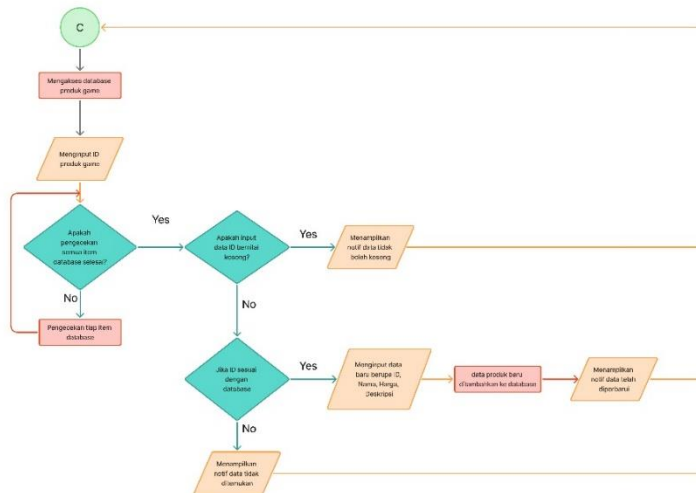 C
Mengakses database
produk game
Menginput ID
produk game
Apakah
pengecekan
semua item
database selesai?
Yes
No
Pengecekan tiap item
database
Apakah input
data ID bernilai
kosong?
Yes
No
Menampilkan
notif data tidak
boleh kosong
Jika ID sesuai
dengan
database
Yes
No
Menginput data
baru berupa ID,
Nama, Harga,
Deskripsi
data produk baru
ditambahkan ke database
Menampilkan
notif data telah
diperbarui
Menampilkan
notif data tidak
ditemukan